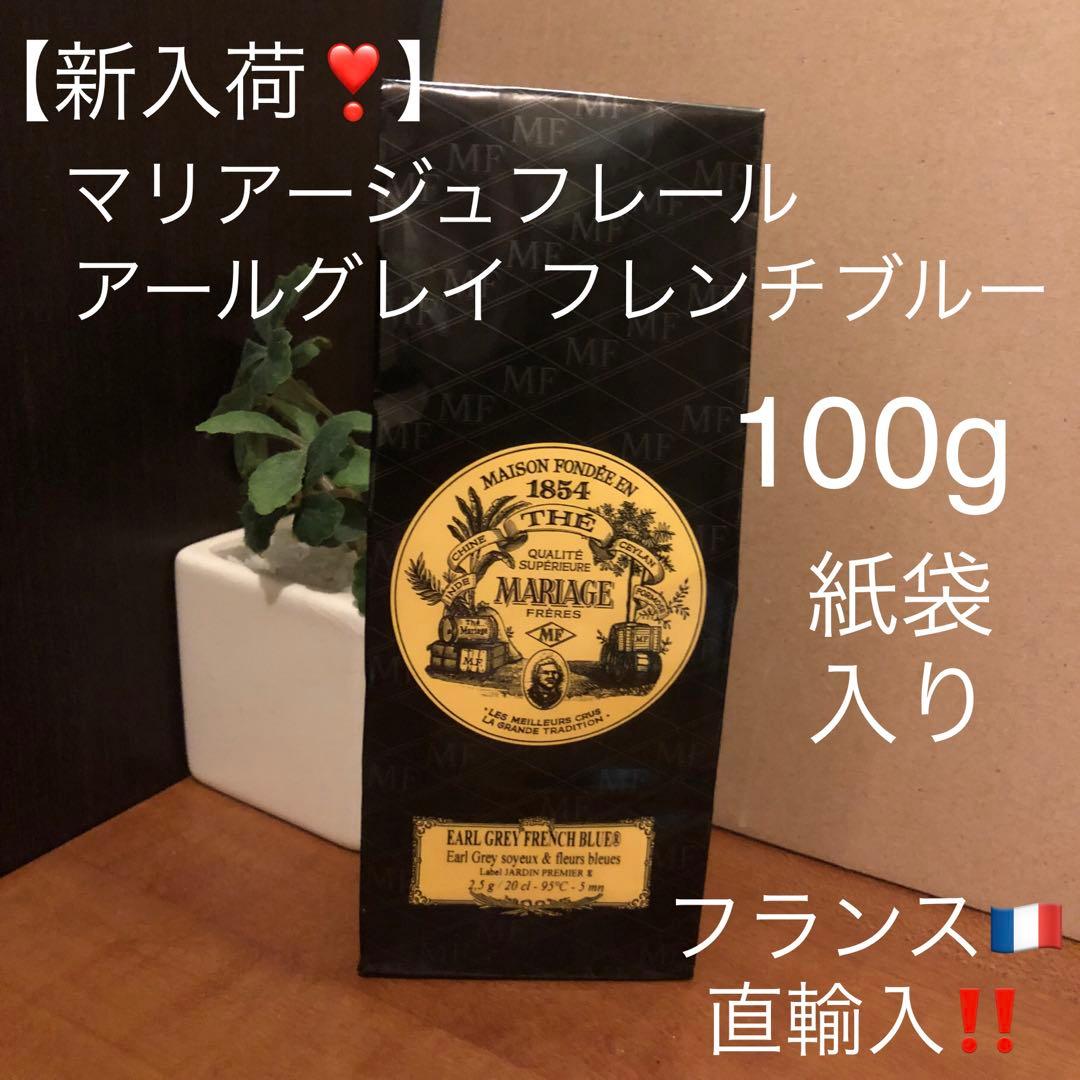 【新入荷❣️】
マリアージュフレール
アールグレイ フレンチブルー
100g
紙袋
入り
MAISON FONDÉE EN
1854
THÉ
CHINE
CEYLAN
INDE
FORMOSE
QUALITÉ
SUPÉRIEURE
MARIAGE
FRÈRES
MF
Thé
Mariage
M.F
MF
· LES MEILLEURS CRUS
LA GRANDE TRADITION ·
EARL GREY FRENCH BLUE®
Earl Grey soyeux & fleurs bleues
Label JARDIN PREMIER ®
2,5 g / 20 cl - 95°C - 5 mn
フランス🇫🇷
直輸入‼️